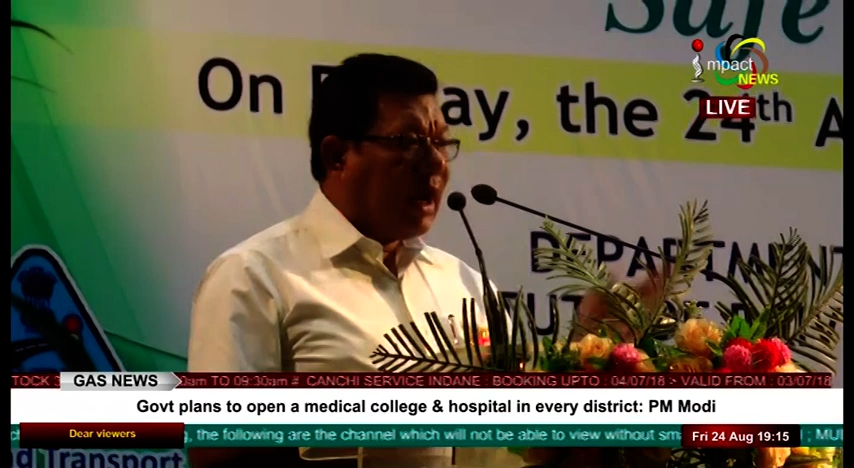 Safe
impact
NEWS
LIVE
On
ay, the 24th A
DEPARTMENT
GAS NEWS
TOCK
0am TO 09:30am # CANCHI SERVICE INDANE : BOOKING UPTO : 04/07/18 > VALID FROM : 03/07/18
Govt plans to open a medical college & hospital in every district: PM Modi
Dear viewers
, the following are the channel which will not be able to view without sm
Fri 24 Aug 19:15
; MUL
d Transport